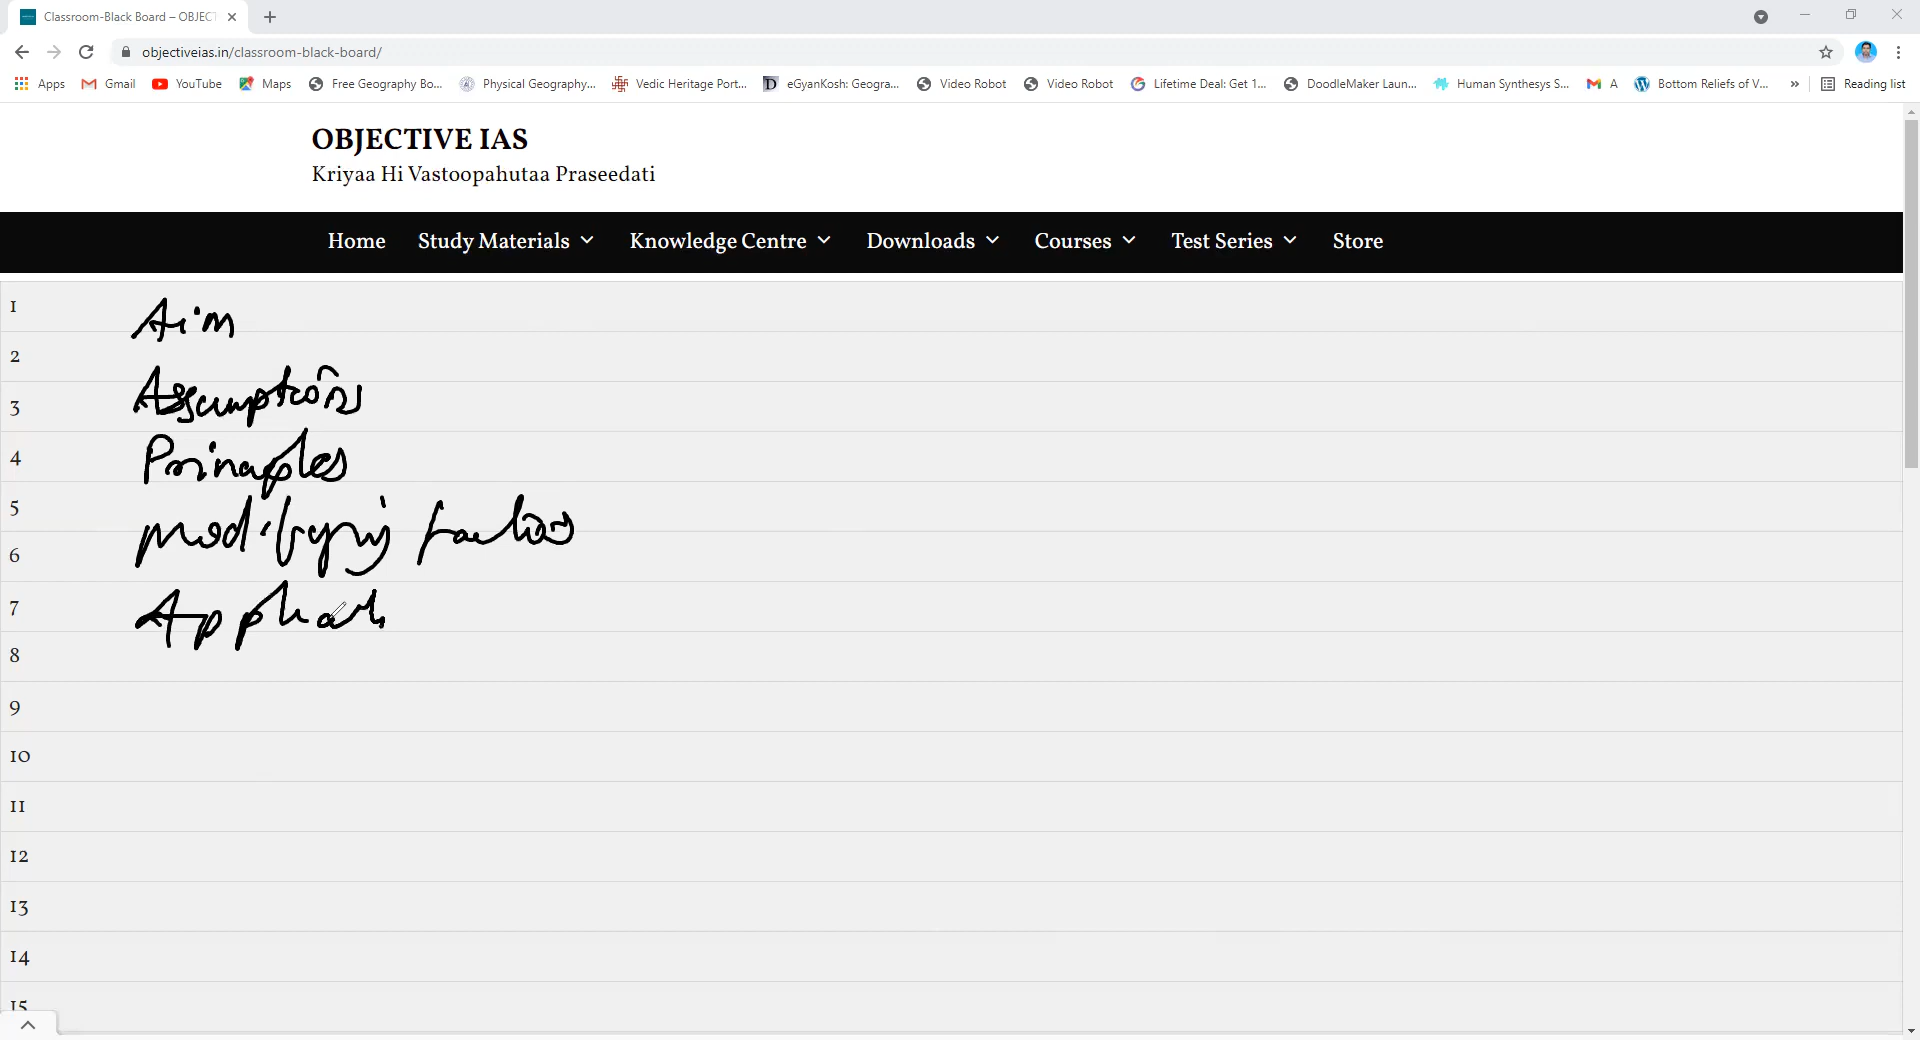 Classroom-Black Board – OBJECT
objectiveias.in/classroom-black-board/
Apps Gmail YouTube Maps Free Geography Bo... Physical Geography... Vedic Heritage Port... eGyanKosh: Geogra... Video Robot Video Robot Lifetime Deal: Get 1... DoodleMaker Laun... Human Synthesys S... A Bottom Reliefs of V... » Reading list
OBJECTIVE IAS
Kriyaa Hi Vastoopahutaa Praseedati
Home Study Materials Knowledge Centre Downloads Courses Test Series Store
1 Aim
2
3 Assumptions
4 Principles
5
6 Modifying factors
7
8
9
10
11
12
13
14
15